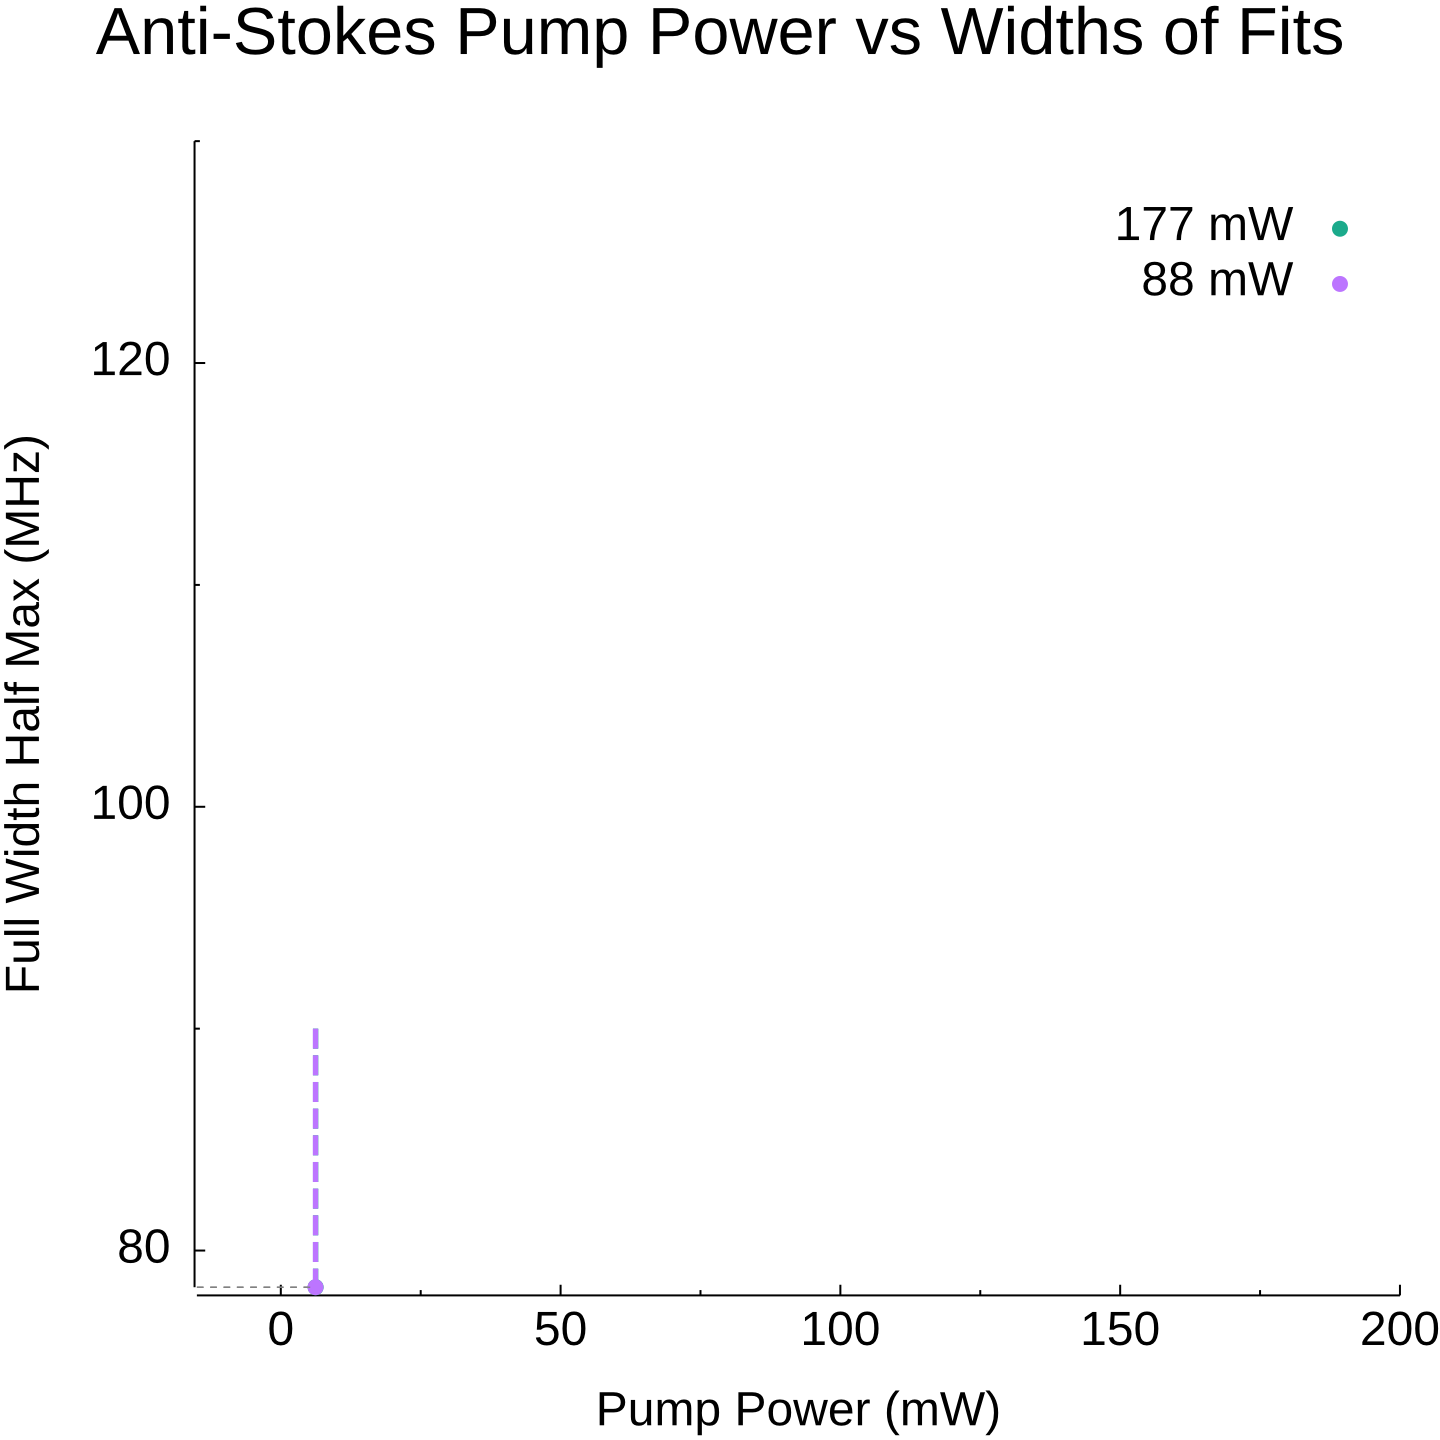 Anti-Stokes Pump Power vs Widths of Fits
177 mW
88 mW
120
100
80
Full Width Half Max (MHz)
0 50 100 150 200
Pump Power (mW)